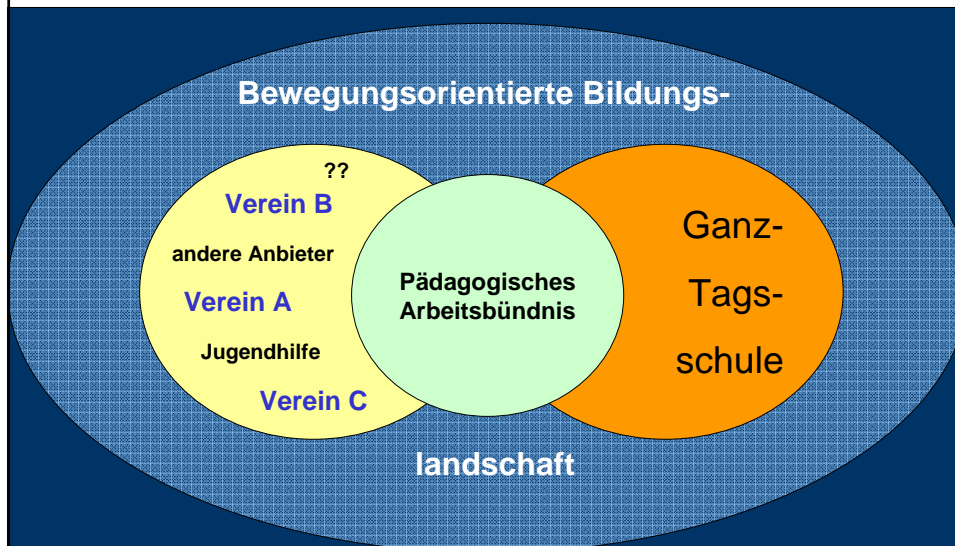 Bewegungsorientierte Bildungs-
??
Verein B
andere Anbieter
Verein A
Jugendhilfe
Verein C
Pädagogisches
Arbeitsbündnis
Ganz-
Tags-
schule
landschaft